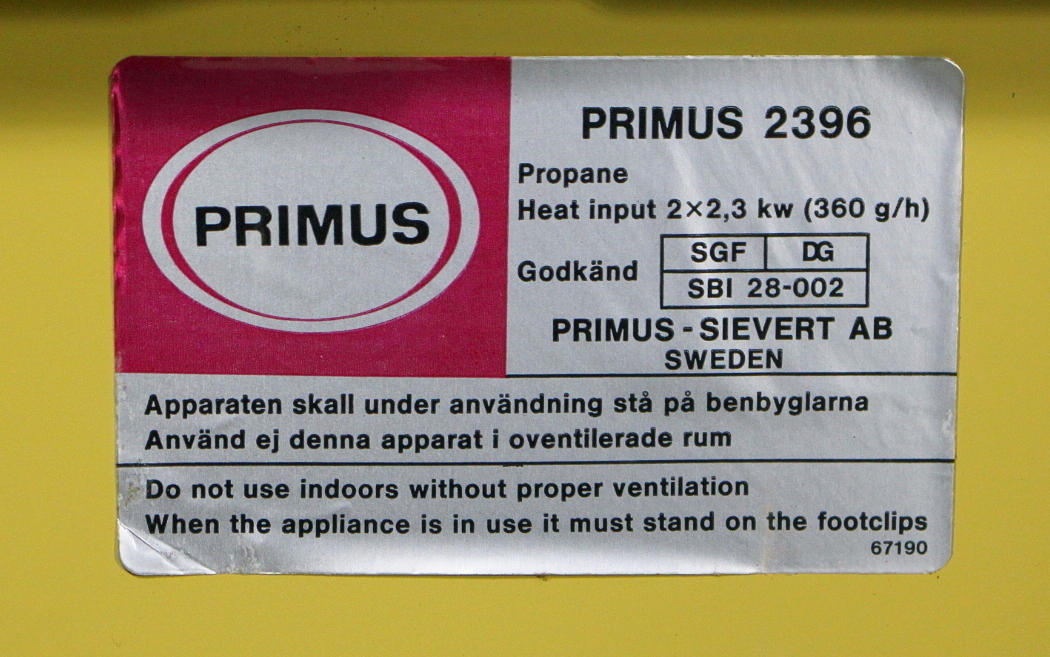 PRIMUS
PRIMUS 2396
Propane
Heat input 2×2,3 kw (360 g/h)
Godkänd
SGF DG
SBI 28-002
PRIMUS - SIEVERT AB
SWEDEN
Apparaten skall under användning stå på benbyglarna
Använd ej denna apparat i oventilerade rum
Do not use indoors without proper ventilation
When the appliance is in use it must stand on the footclips
67190